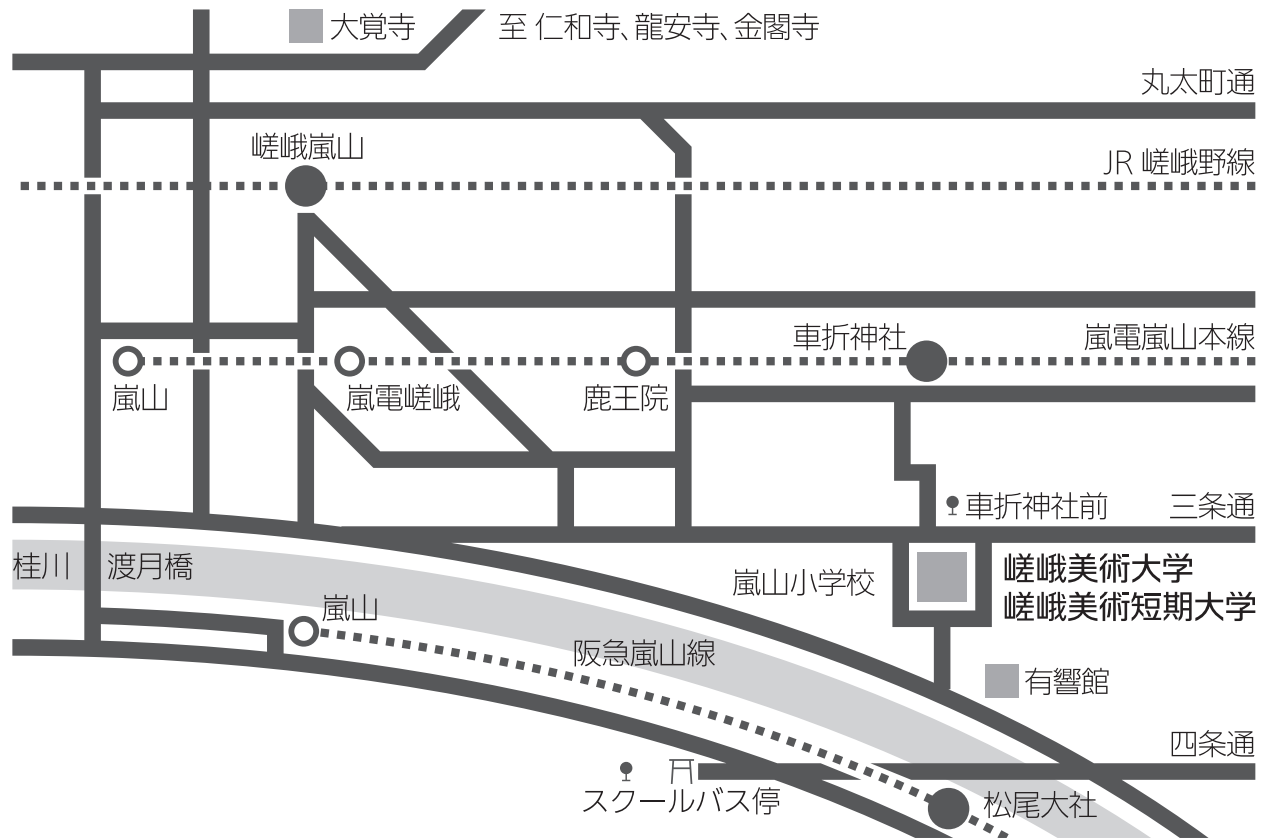 大覚寺
至 仁和寺、龍安寺、金閣寺
丸太町通
嵯峨嵐山
JR 嵯峨野線
車折神社
嵐電嵐山本線
嵐山
嵐電嵯峨
鹿王院
車折神社前
三条通
桂川
渡月橋
嵐山小学校
嵯峨美術大学
嵯峨美術短期大学
嵐山
阪急嵐山線
有響館
四条通
スクールバス停
松尾大社